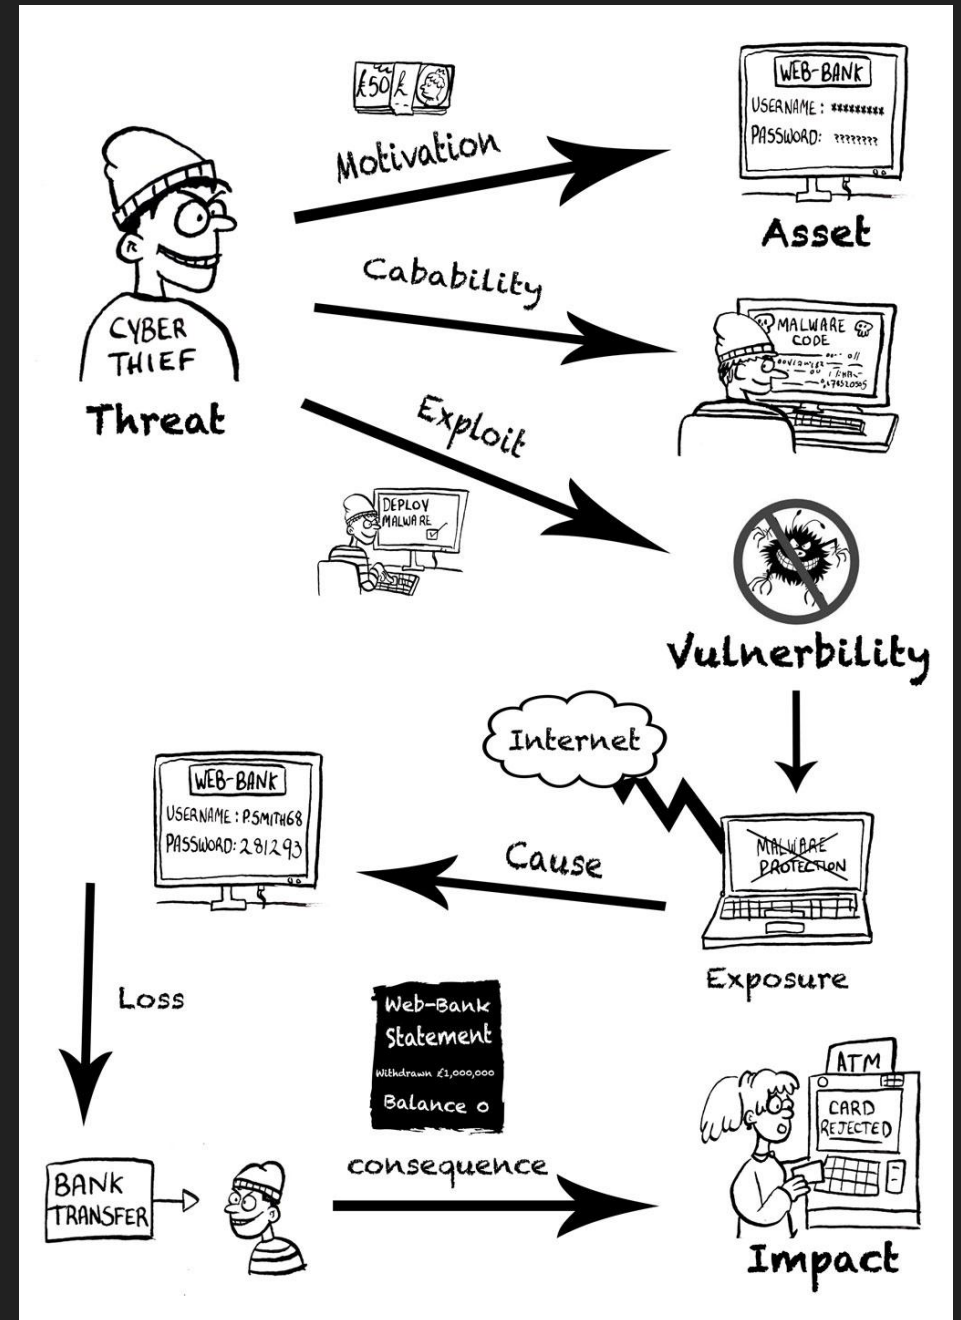 £50 £
Motivation
WEB-BANK
USERNAME: *********
PASSWORD: ????????
Asset
CYBER
THIEF
Threat
Cabability
MALWARE
CODE
Exploit
DEPLOY
MALWARE
Vulnerbility
Internet
WEB-BANK
USERNAME: P.SMITH68
PASSWORD: 281293
Cause
MALWARE
PROTECTION
Exposure
Loss
Web-Bank
Statement
Withdrawn £1,000,000
Balance 0
consequence
ATM
CARD
REJECTED
BANK
TRANSFER
Impact